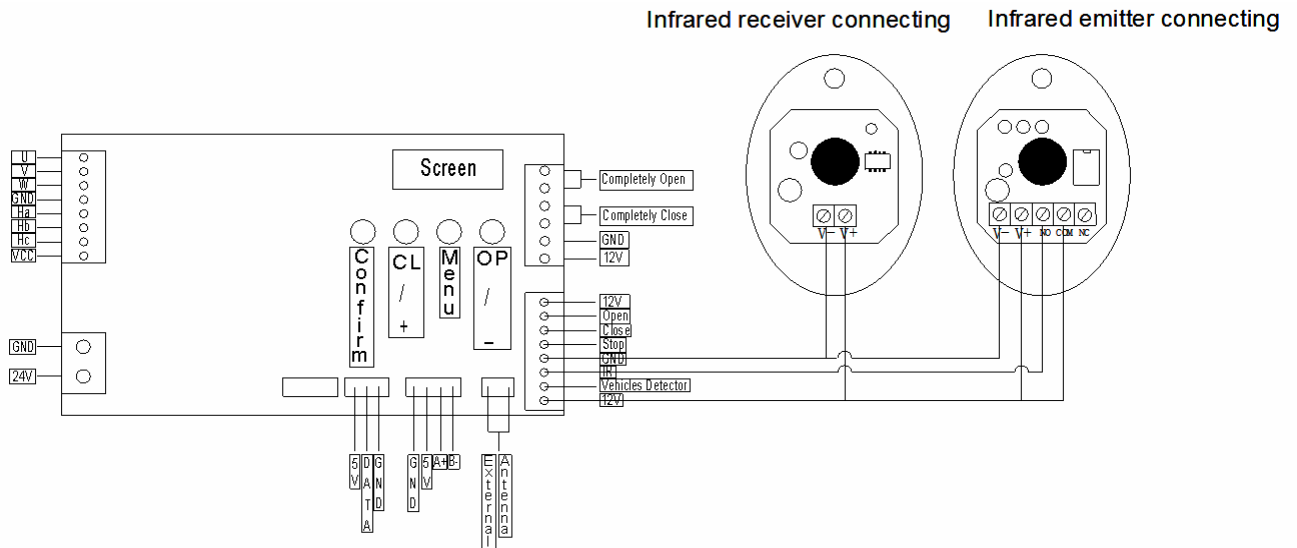 Infrared receiver connecting
Infrared emitter connecting
U
V
W
GND
Ha
Hb
Hc
VCC
GND
24V
Screen
Confirm
CL
/
+
Menu
OP
/
-
Completely Open
Completely Close
GND
12V
12V
Open
Close
Stop
GND
IR
Vehicles Detector
12V
V- V+
V- V+ NO COM NC
5V
DATA
GND
GND
5V
A+
B-
External
Antenna